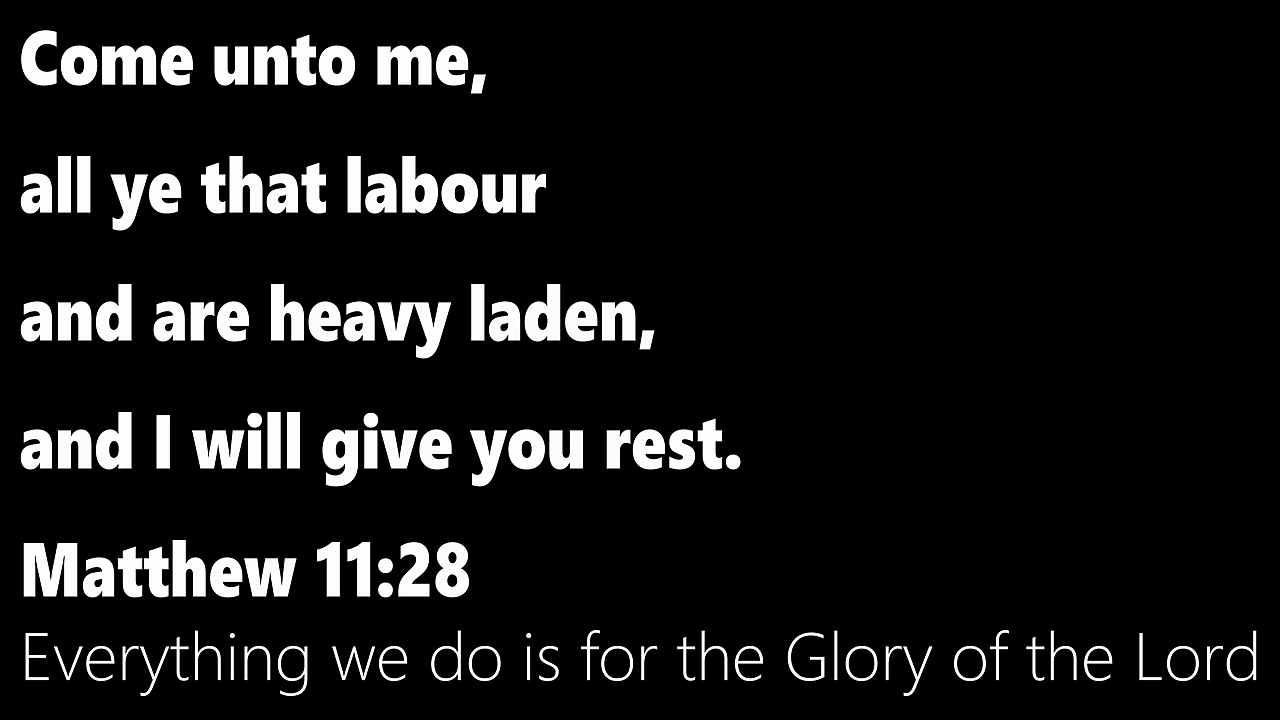 Come unto me,
all ye that labour
and are heavy laden,
and I will give you rest.
Matthew 11:28
Everything we do is for the Glory of the Lord